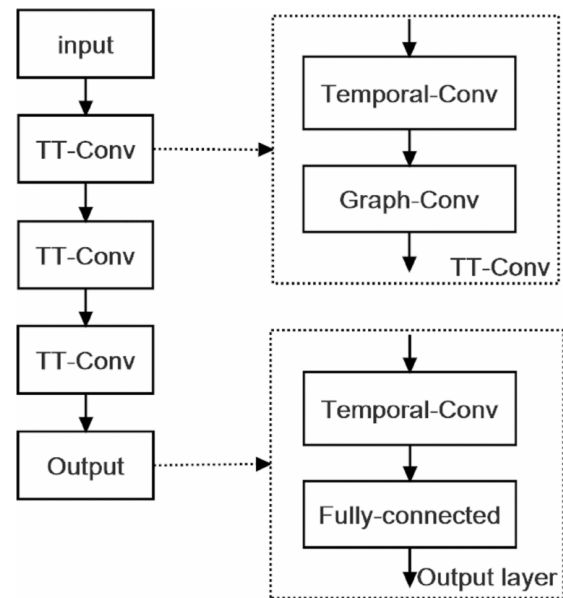 input
TT-Conv
TT-Conv
TT-Conv
Output
Temporal-Conv
Graph-Conv
TT-Conv
Temporal-Conv
Fully-connected
Output layer